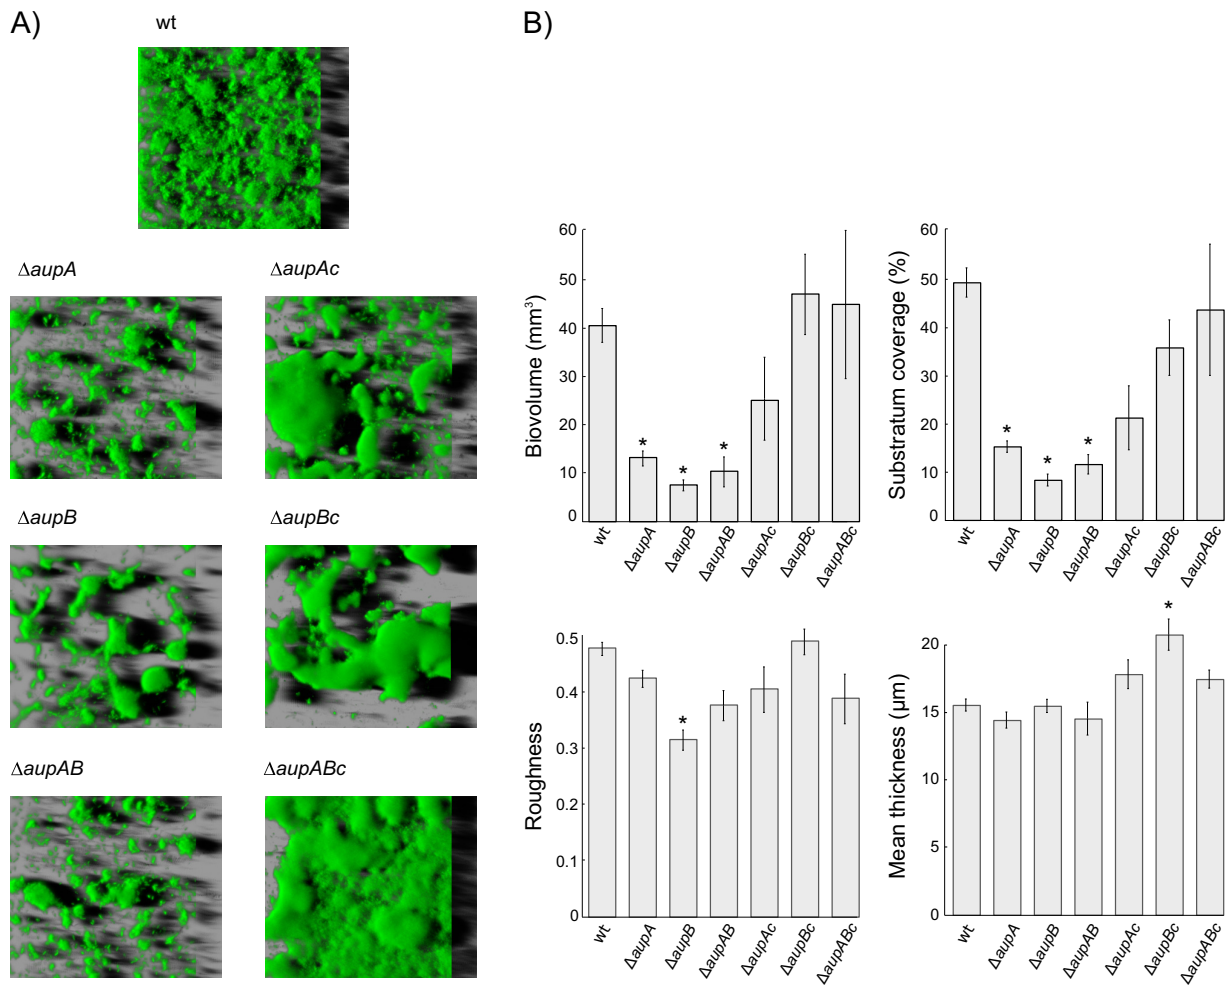 A)
wt
ΔaupA
ΔaupAc
ΔaupB
ΔaupBc
ΔaupAB
ΔaupABc
B)
Biovolume (mm³)
60
50
40
30
20
10
0
*
*
*
wt
ΔaupA
ΔaupB
ΔaupAB
ΔaupAc
ΔaupBc
ΔaupABc
Substratum coverage (%)
60
50
40
30
20
10
0
*
*
*
wt
ΔaupA
ΔaupB
ΔaupAB
ΔaupAc
ΔaupBc
ΔaupABc
Roughness
0.5
0.4
0.3
0.2
0.1
0
*
wt
ΔaupA
ΔaupB
ΔaupAB
ΔaupAc
ΔaupBc
ΔaupABc
Mean thickness (µm)
20
15
10
5
0
*
wt
ΔaupA
ΔaupB
ΔaupAB
ΔaupAc
ΔaupBc
ΔaupABc